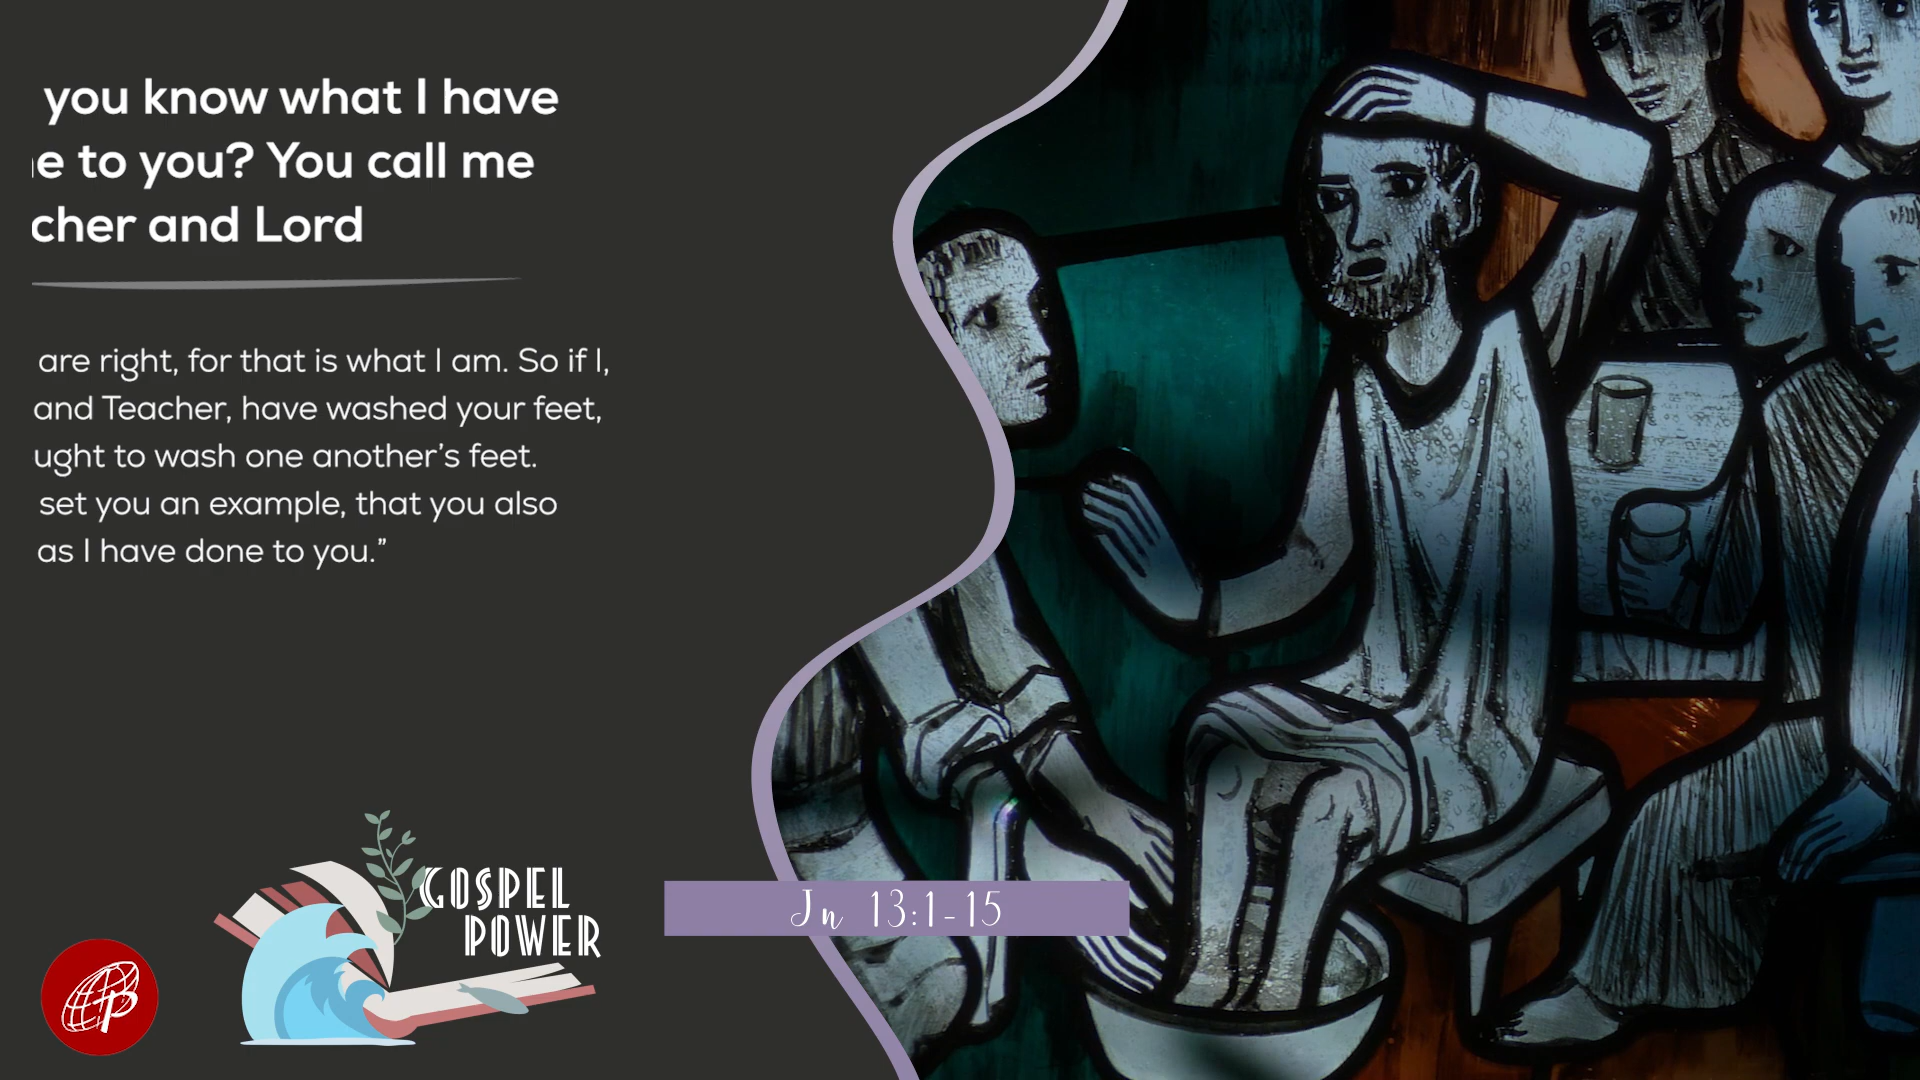 you know what I have
e to you? You call me
cher and Lord
are right, for that is what I am. So if I,
and Teacher, have washed your feet,
ught to wash one another’s feet.
set you an example, that you also
as I have done to you.”
GOSPEL
POWER
Jn 13:1-15